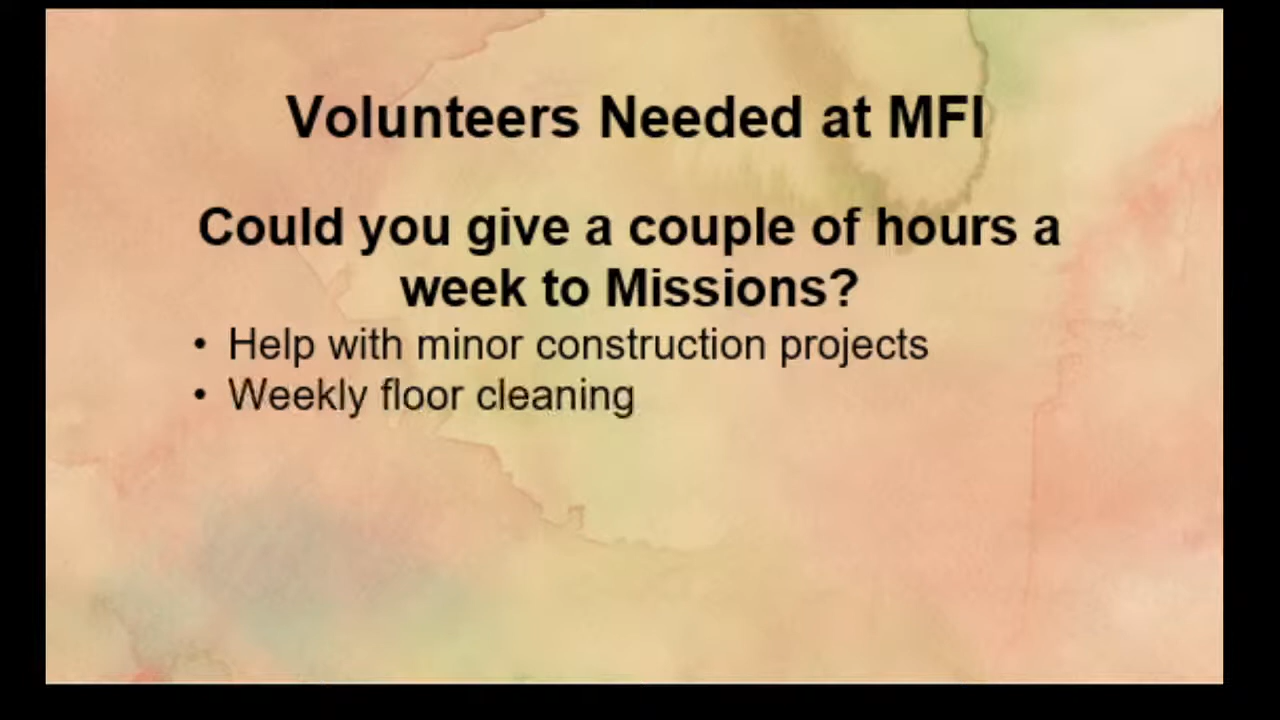 Volunteers Needed at MFI
Could you give a couple of hours a
week to Missions?
• Help with minor construction projects
• Weekly floor cleaning